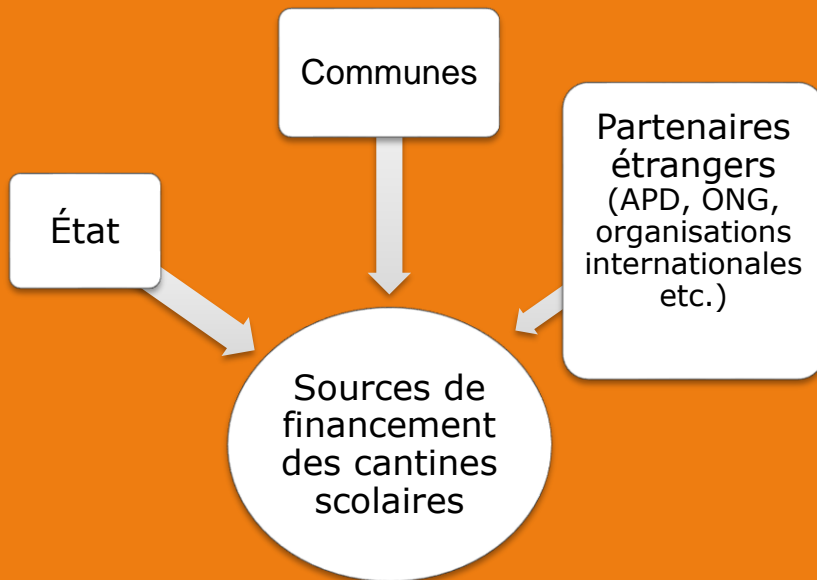 Communes
Partenaires
étrangers
(APD, ONG,
organisations
internationales
etc.)
État
Sources de
financement
des cantines
scolaires